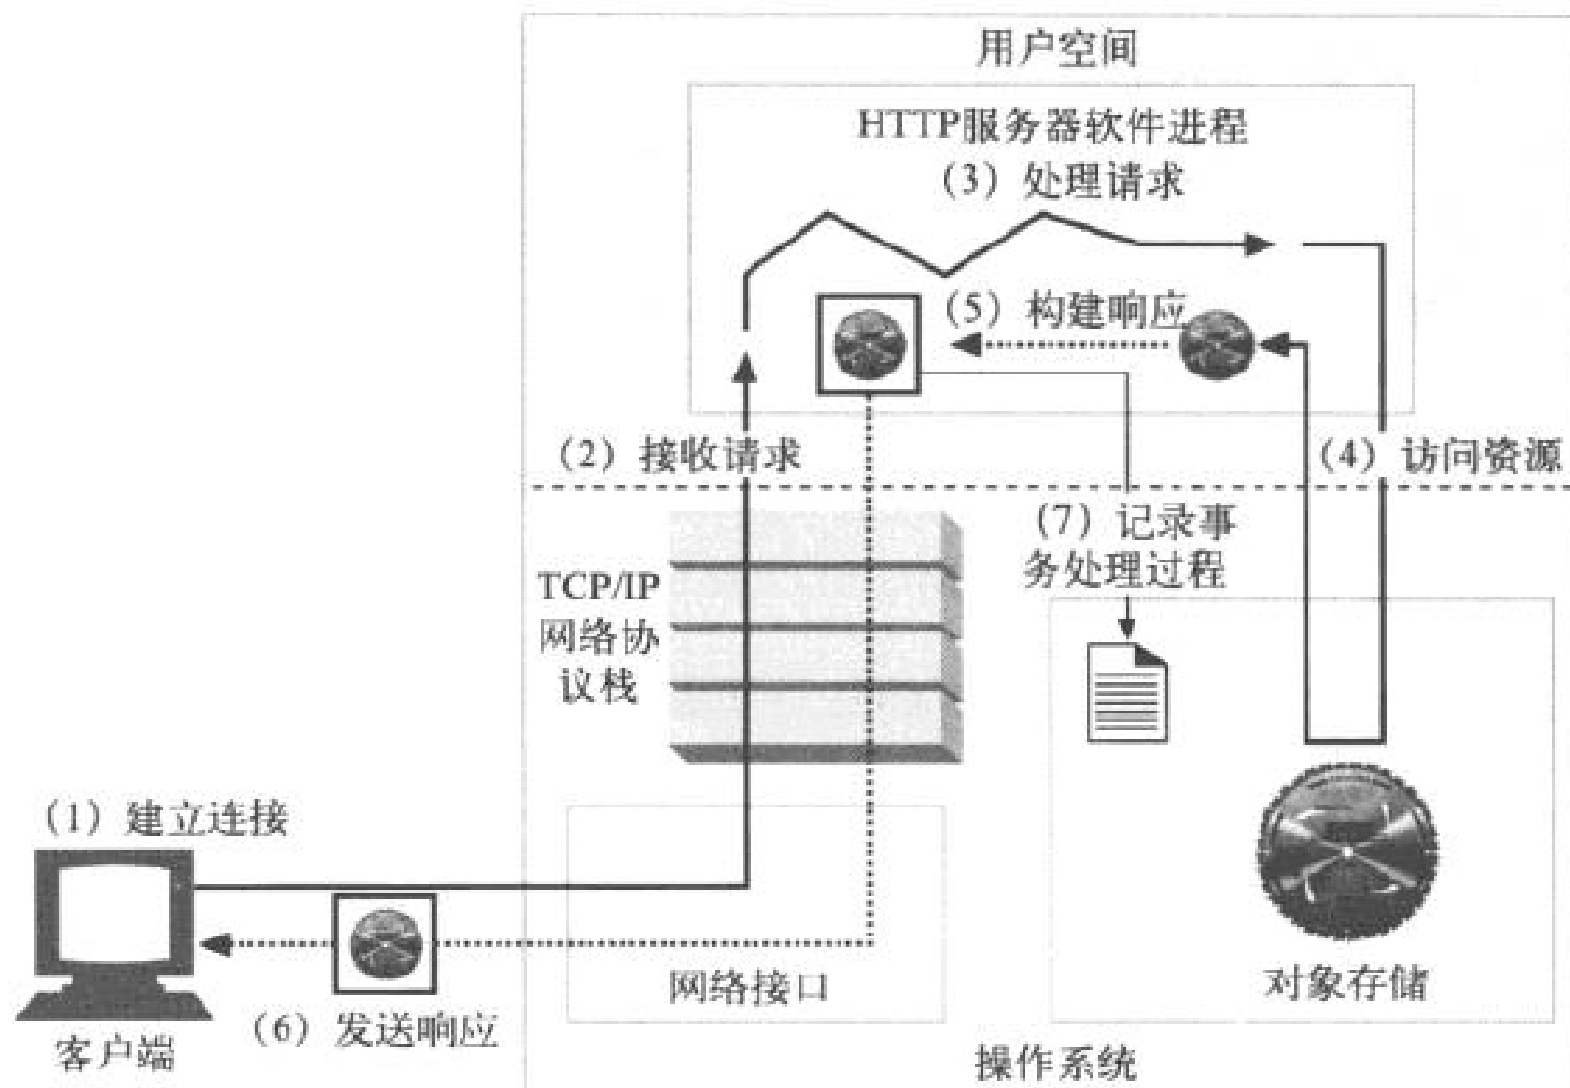 用户空间
HTTP服务器软件进程
（3）处理请求
（5）构建响应
（2）接收请求
（4）访问资源
（7）记录事
务处理过程
TCP/IP
网络协
议栈
（1）建立连接
网络接口
对象存储
（6）发送响应
客户端
操作系统